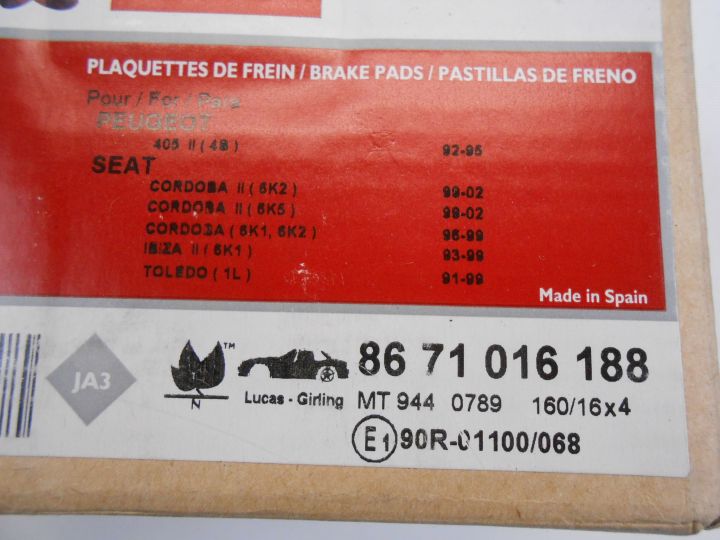 PLAQUETTES DE FREIN / BRAKE PADS / PASTILLAS DE FRENO
Pour / For / Para
PEUGEOT
405 II ( 4B ) 92-95
SEAT
CORDOBA II ( 6K2 ) 99-02
CORDOBA II ( 6K5 ) 99-02
CORDOBA ( 6K1, 6K2 ) 96-99
IBIZA II ( 6K1 ) 93-99
TOLEDO ( 1L ) 91-99
Made in Spain
JA3
TM
N
Lucas - Girling
86 71 016 188
MT 944 0789 160/16x4
E1 90R-01100/068